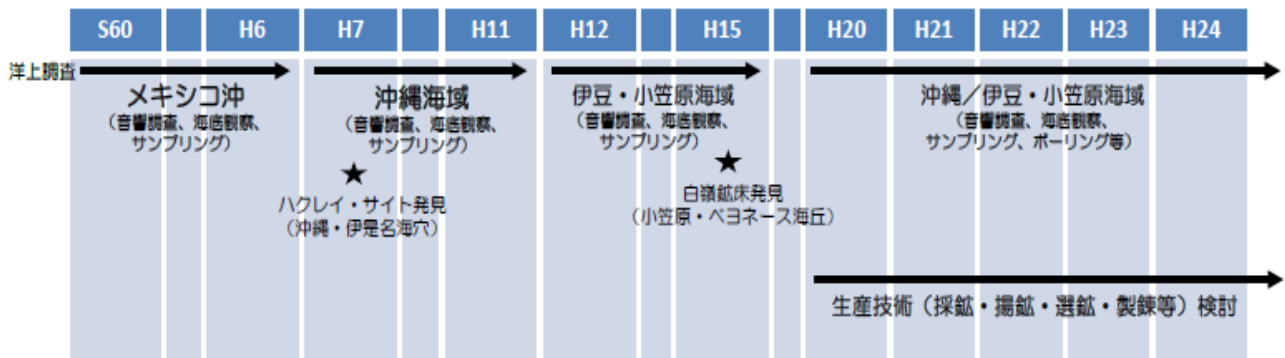 S60 H6 H7 H11 H12 H15 H20 H21 H22 H23 H24
洋上調査
メキシコ沖
（音響調査、海底観察、
サンプリング）
沖縄海域
（音響調査、海底観察、
サンプリング）
伊豆・小笠原海域
（音響調査、海底観察、
サンプリング）
沖縄／伊豆・小笠原海域
（音響調査、海底観察、
サンプリング、ボーリング等）
★
ハクレイ・サイト発見
（沖縄・伊是名海穴）
★
白嶺鉱床発見
（小笠原・ベヨネース海丘）
生産技術（採鉱・揚鉱・選鉱・製錬等）検討